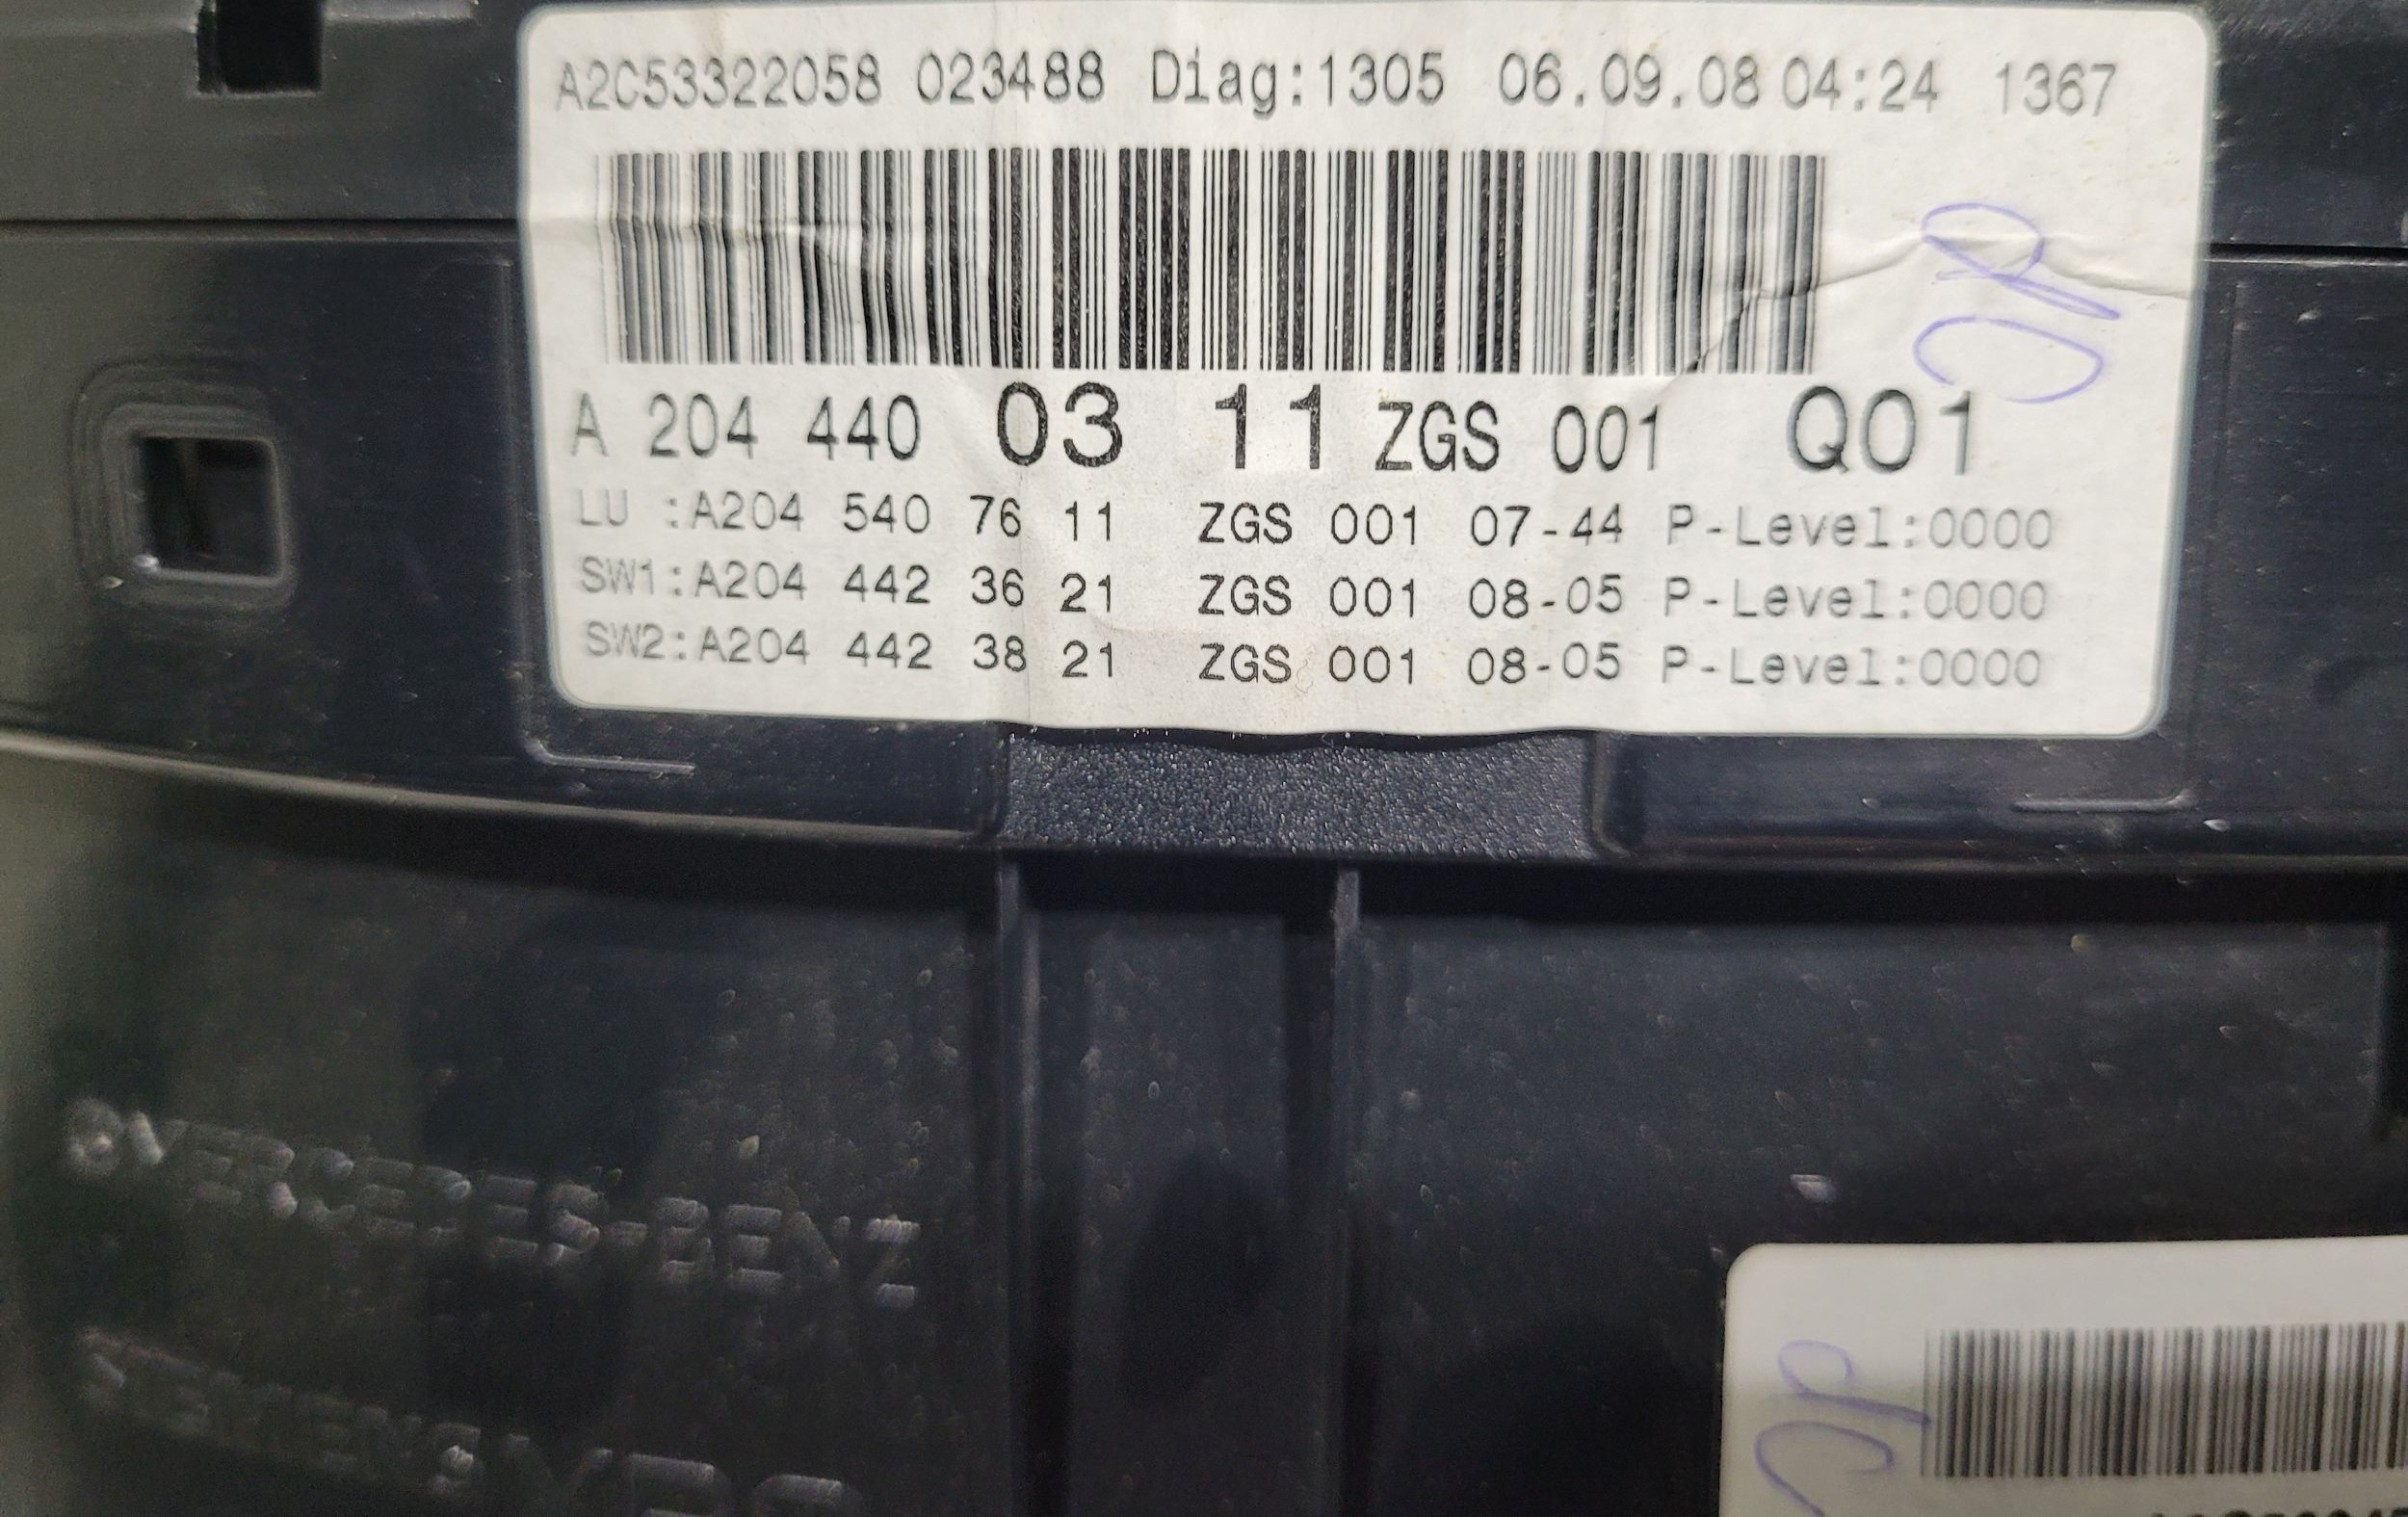 A2C53322058 023488 Diag:1305 06.09.08 04:24 1367
A 204 440 03 11 ZGS 001 Q01
LU :A204 540 76 11 ZGS 001 07-44 P-Level:0000
SW1:A204 442 36 21 ZGS 001 08-05 P-Level:0000
SW2:A204 442 38 21 ZGS 001 08-05 P-Level:0000
MERCEDES-BENZ
SIEMENS VDO